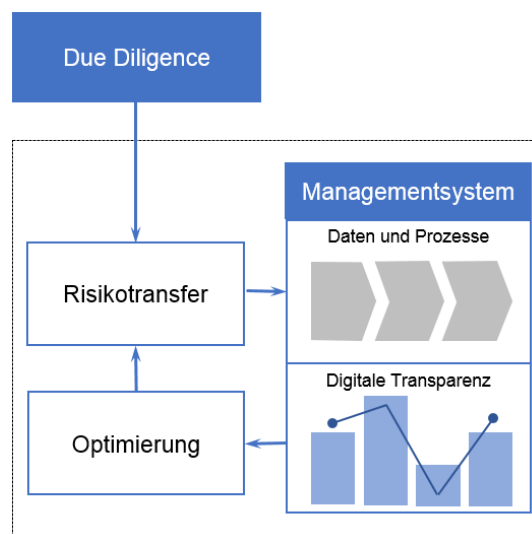 Due Diligence
Managementsystem
Daten und Prozesse
Risikotransfer
Digitale Transparenz
Optimierung